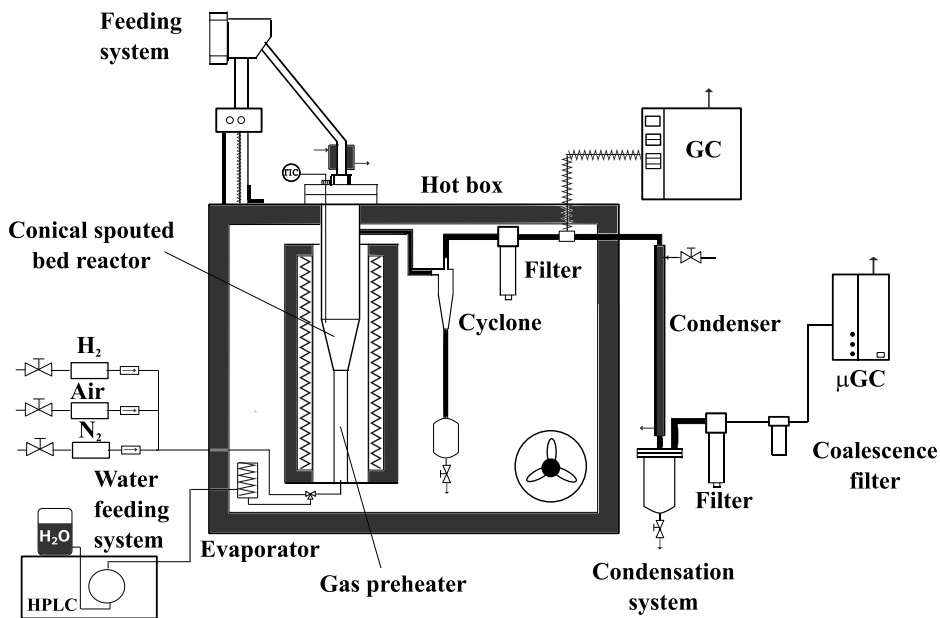 Feeding
system
TIC
GC
Hot box
Conical spouted
bed reactor
Filter
Cyclone
Condenser
H₂
μGC
Air
N₂
Water
feeding
system
Coalescence
filter
Filter
H₂O
Evaporator
HPLC
Gas preheater
Condensation
system